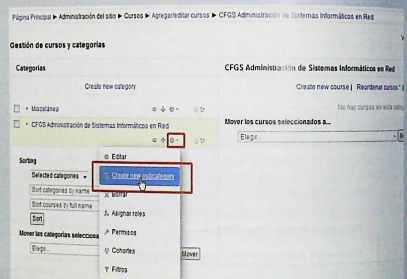 Página Principal ► Administración del sitio ► Cursos ► Agregar/editar cursos ► CFGS Administración de Sistemas Informáticos en Red
Gestión de cursos y categorías
Categorías
Create new category
Miscelánea
CFGS Administración de Sistemas Informáticos en Red
Sorting
Selected categories
Sort categories by name
Sort courses by full name
Sort
Mover las categorías selecciona
Elegir...
Mover
Editar
Create new subcategory
Borrar
Asignar roles
Permisos
Cohortes
Filtros
CFGS Administración de Sistemas Informáticos en Red
Create new course | Reordenar cursos
No hay cursos en esta categ
Mover los cursos seleccionados a...
Elegir...